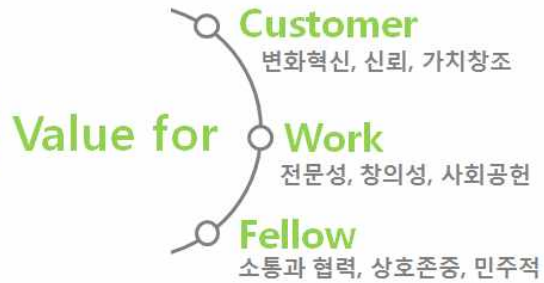 Customer
변화혁신, 신뢰, 가치창조
Value for
Work
전문성, 창의성, 사회공헌
Fellow
소통과 협력, 상호존중, 민주적